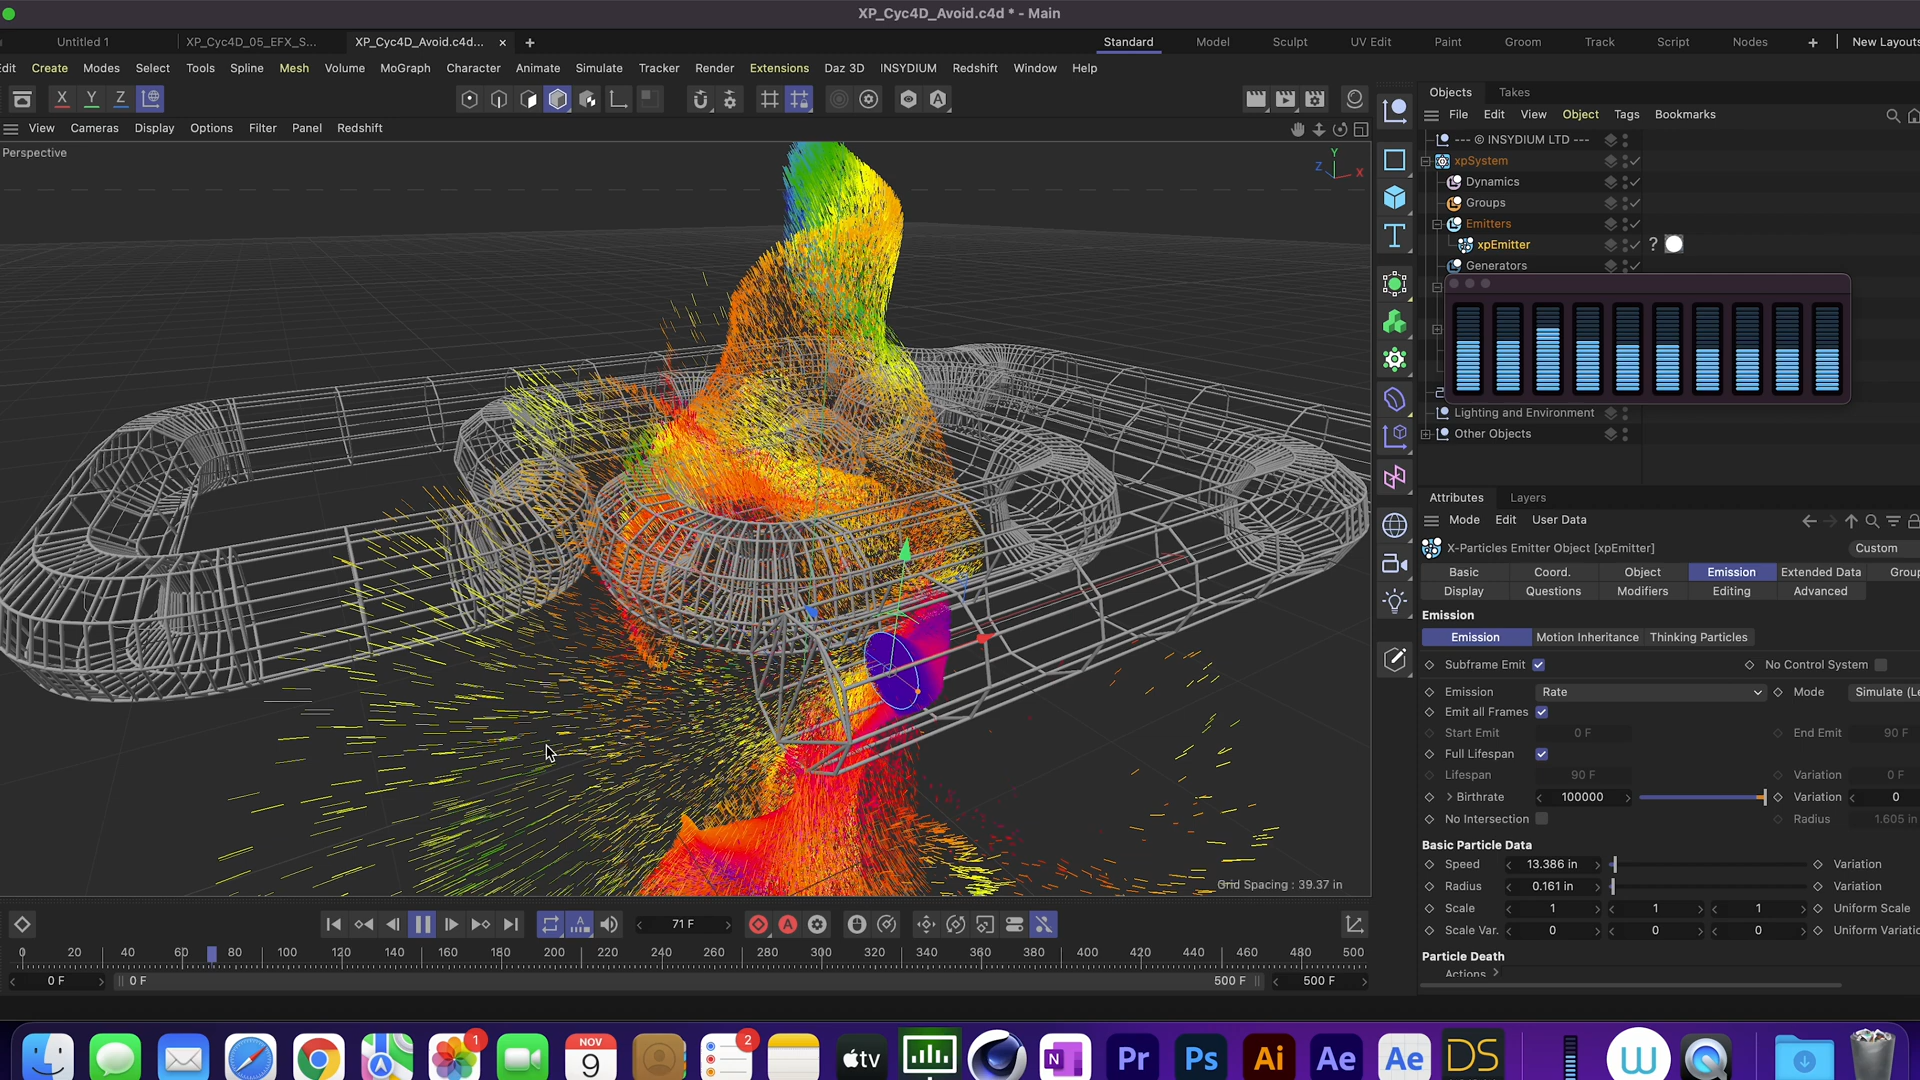 XP_Cyc4D_Avoid.c4d * - Main
Untitled 1
XP_Cyc4D_05_EFX_S...
XP_Cyc4D_Avoid.c4d...
Standard
Model
Sculpt
UV Edit
Paint
Groom
Track
Script
Nodes
New Layouts
dit
Create
Modes
Select
Tools
Spline
Mesh
Volume
MoGraph
Character
Animate
Simulate
Tracker
Render
Extensions
Daz 3D
INSYDIUM
Redshift
Window
Help
X
Y
Z
View
Cameras
Display
Options
Filter
Panel
Redshift
Perspective
Y
Z
X
Grid Spacing : 39.37 in
Objects
Takes
File
Edit
View
Object
Tags
Bookmarks
--- © INSYDIUM LTD ---
xpSystem
Dynamics
Groups
Emitters
xpEmitter
?
Generators
Lighting and Environment
Other Objects
Attributes
Layers
Mode
Edit
User Data
X-Particles Emitter Object [xpEmitter]
Custom
Basic
Coord.
Object
Emission
Extended Data
Group
Display
Questions
Modifiers
Editing
Advanced
Emission
Emission
Motion Inheritance
Thinking Particles
Subframe Emit
No Control System
Emission
Rate
Mode
Simulate (Le
Emit all Frames
Start Emit
0 F
End Emit
90 F
Full Lifespan
Lifespan
90 F
Variation
0 F
Birthrate
100000
Variation
0
No Intersection
Radius
1.605 in
Basic Particle Data
Speed
13.386 in
Variation
Radius
0.161 in
Variation
Scale
1
1
1
Uniform Scale
Scale Var.
0
0
0
Uniform Variatio
Particle Death
Actions
71 F
0 20 40 60 80 100 120 140 160 180 200 220 240 260 280 300 320 340 360 380 400 420 440 460 480 500
0 F
0 F
500 F
500 F
1
NOV
9
2
tv
N
Pr
Ps
Ai
Ae
Ae
DS
W